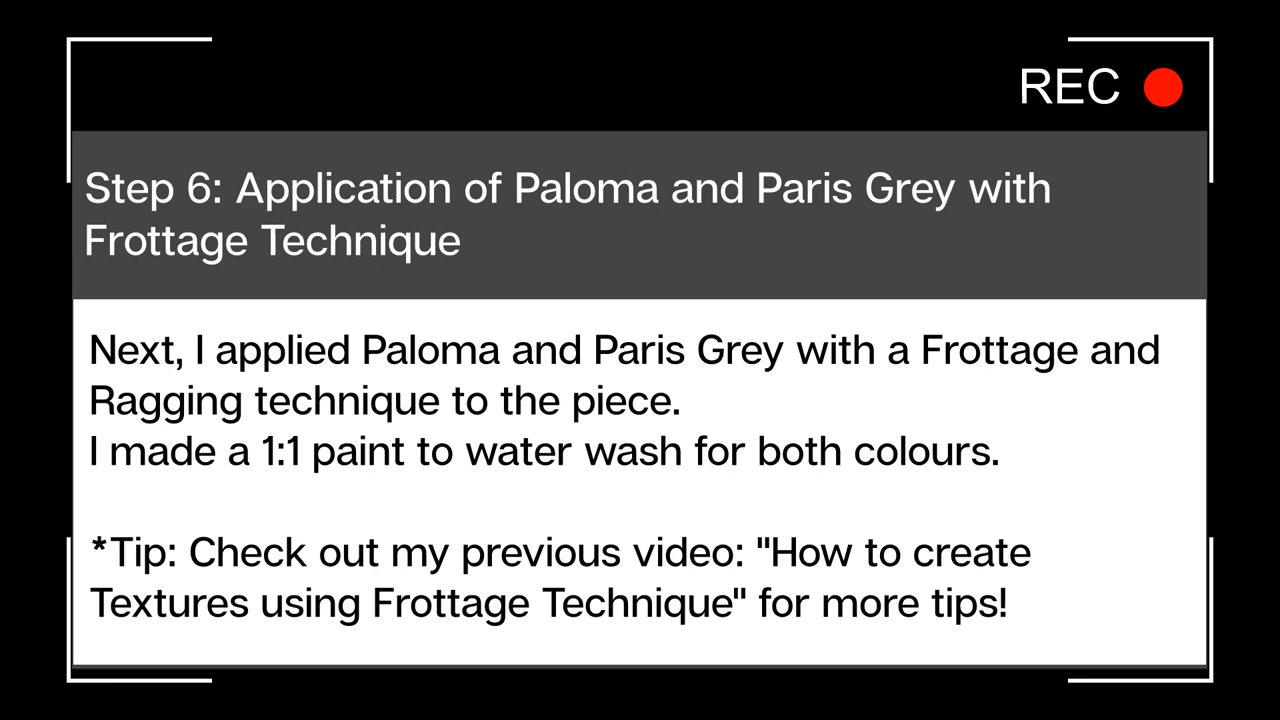 REC
Step 6: Application of Paloma and Paris Grey with
Frottage Technique
Next, I applied Paloma and Paris Grey with a Frottage and
Ragging technique to the piece.
I made a 1:1 paint to water wash for both colours.
*Tip: Check out my previous video: "How to create
Textures using Frottage Technique" for more tips!